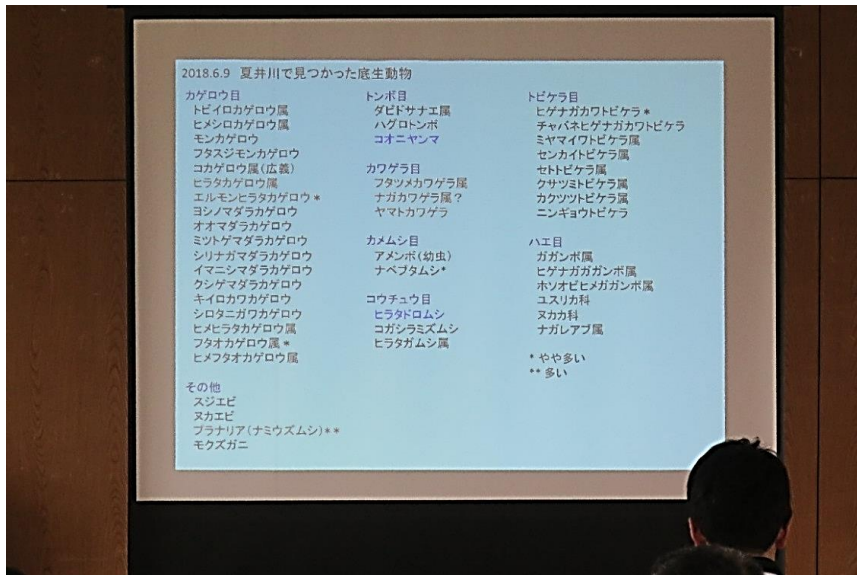 2018.6.9 夏井川で見つかった底生動物
カゲロウ目
トビイロカゲロウ属
ヒメシロカゲロウ属
モンカゲロウ
フタスジモンカゲロウ
コカゲロウ属(広義)
ヒラタカゲロウ属
エルモンヒラタカゲロウ*
ヨシノマダラカゲロウ
オオマダラカゲロウ
ミツトゲマダラカゲロウ
シリナガマダラカゲロウ
イマニシマダラカゲロウ
クシゲマダラカゲロウ
キイロカワカゲロウ
シロタニガワカゲロウ
ヒメヒラタカゲロウ属
フタオカゲロウ属*
ヒメフタオカゲロウ属
その他
スジエビ
ヌカエビ
プラナリア(ナミウズムシ)**
モクズガニ
トンボ目
ダビドサナエ属
ハグロトンボ
コオニヤンマ
カワゲラ目
フタツメカワゲラ属
ナガカワゲラ属?
ヤマトカワゲラ
カメムシ目
アメンボ(幼虫)
ナベブタムシ*
コウチュウ目
ヒラタドロムシ
コガシラミズムシ
ヒラタガムシ属
トビケラ目
ヒゲナガカワトビケラ*
チャバネヒゲナガカワトビケラ
ミヤマイワトビケラ属
センカイトビケラ属
セトトビケラ属
クサツミトビケラ属
カクツツトビケラ属
ニンギョウトビケラ
ハエ目
ガガンボ属
ヒゲナガガガンボ属
ホソオビヒメガガンボ属
ユスリカ科
ヌカカ科
ナガレアブ属
* やや多い
** 多い